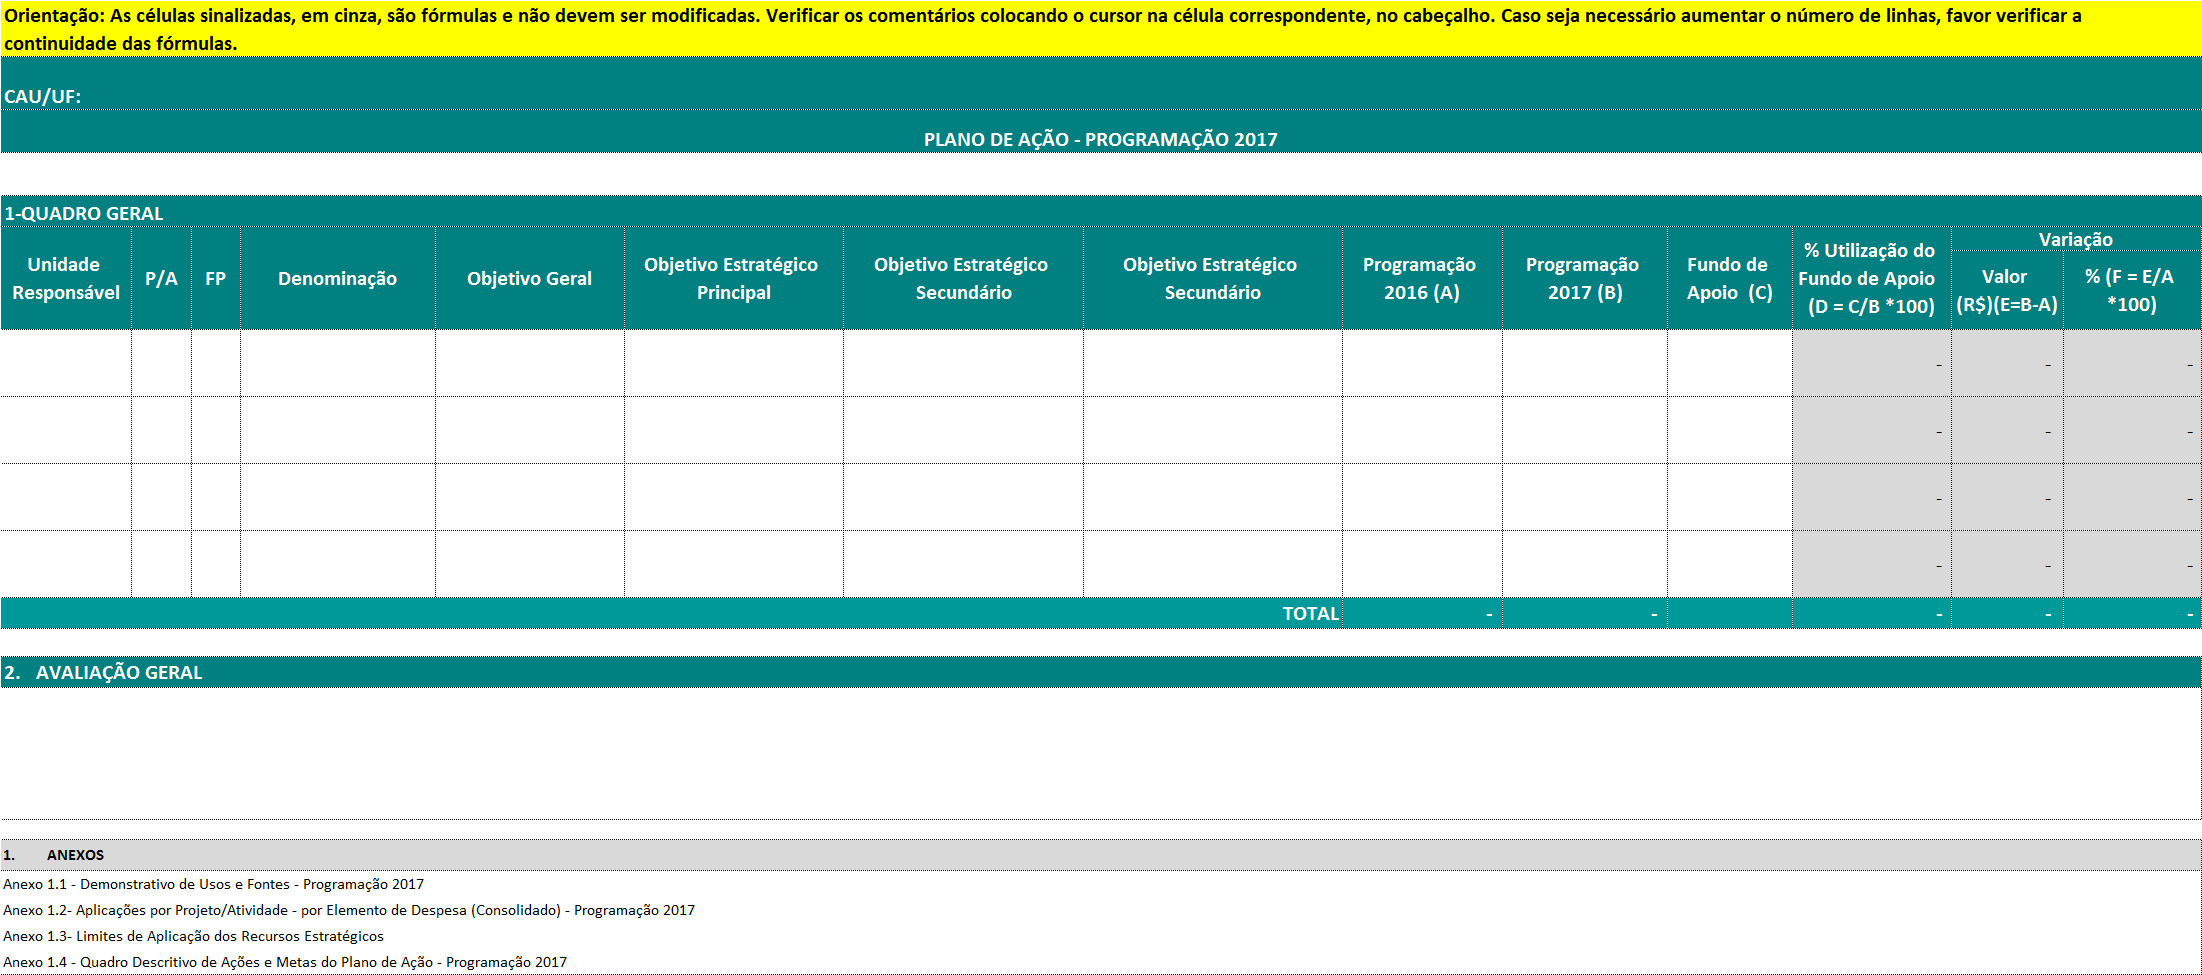 Orientação: As células sinalizadas, em cinza, são fórmulas e não devem ser modificadas. Verificar os comentários colocando o cursor na célula correspondente, no cabeçalho. Caso seja necessário aumentar o número de linhas, favor verificar a
continuidade das fórmulas.
CAU/UF:
PLANO DE AÇÃO - PROGRAMAÇÃO 2017
1-QUADRO GERAL
Unidade
Responsável
P/A
FP
Denominação
Objetivo Geral
Objetivo Estratégico
Principal
Objetivo Estratégico
Secundário
Objetivo Estratégico
Secundário
Programação
2016 (A)
Programação
2017 (B)
Fundo de
Apoio (C)
% Utilização do
Fundo de Apoio
(D = C/B *100)
Variação
Valor
(R$)(E=B-A)
% (F = E/A
*100)
- - -
- - -
- - -
- - -
TOTAL - - - - -
2. AVALIAÇÃO GERAL
1. ANEXOS
Anexo 1.1 - Demonstrativo de Usos e Fontes - Programação 2017
Anexo 1.2- Aplicações por Projeto/Atividade - por Elemento de Despesa (Consolidado) - Programação 2017
Anexo 1.3- Limites de Aplicação dos Recursos Estratégicos
Anexo 1.4 - Quadro Descritivo de Ações e Metas do Plano de Ação - Programação 2017